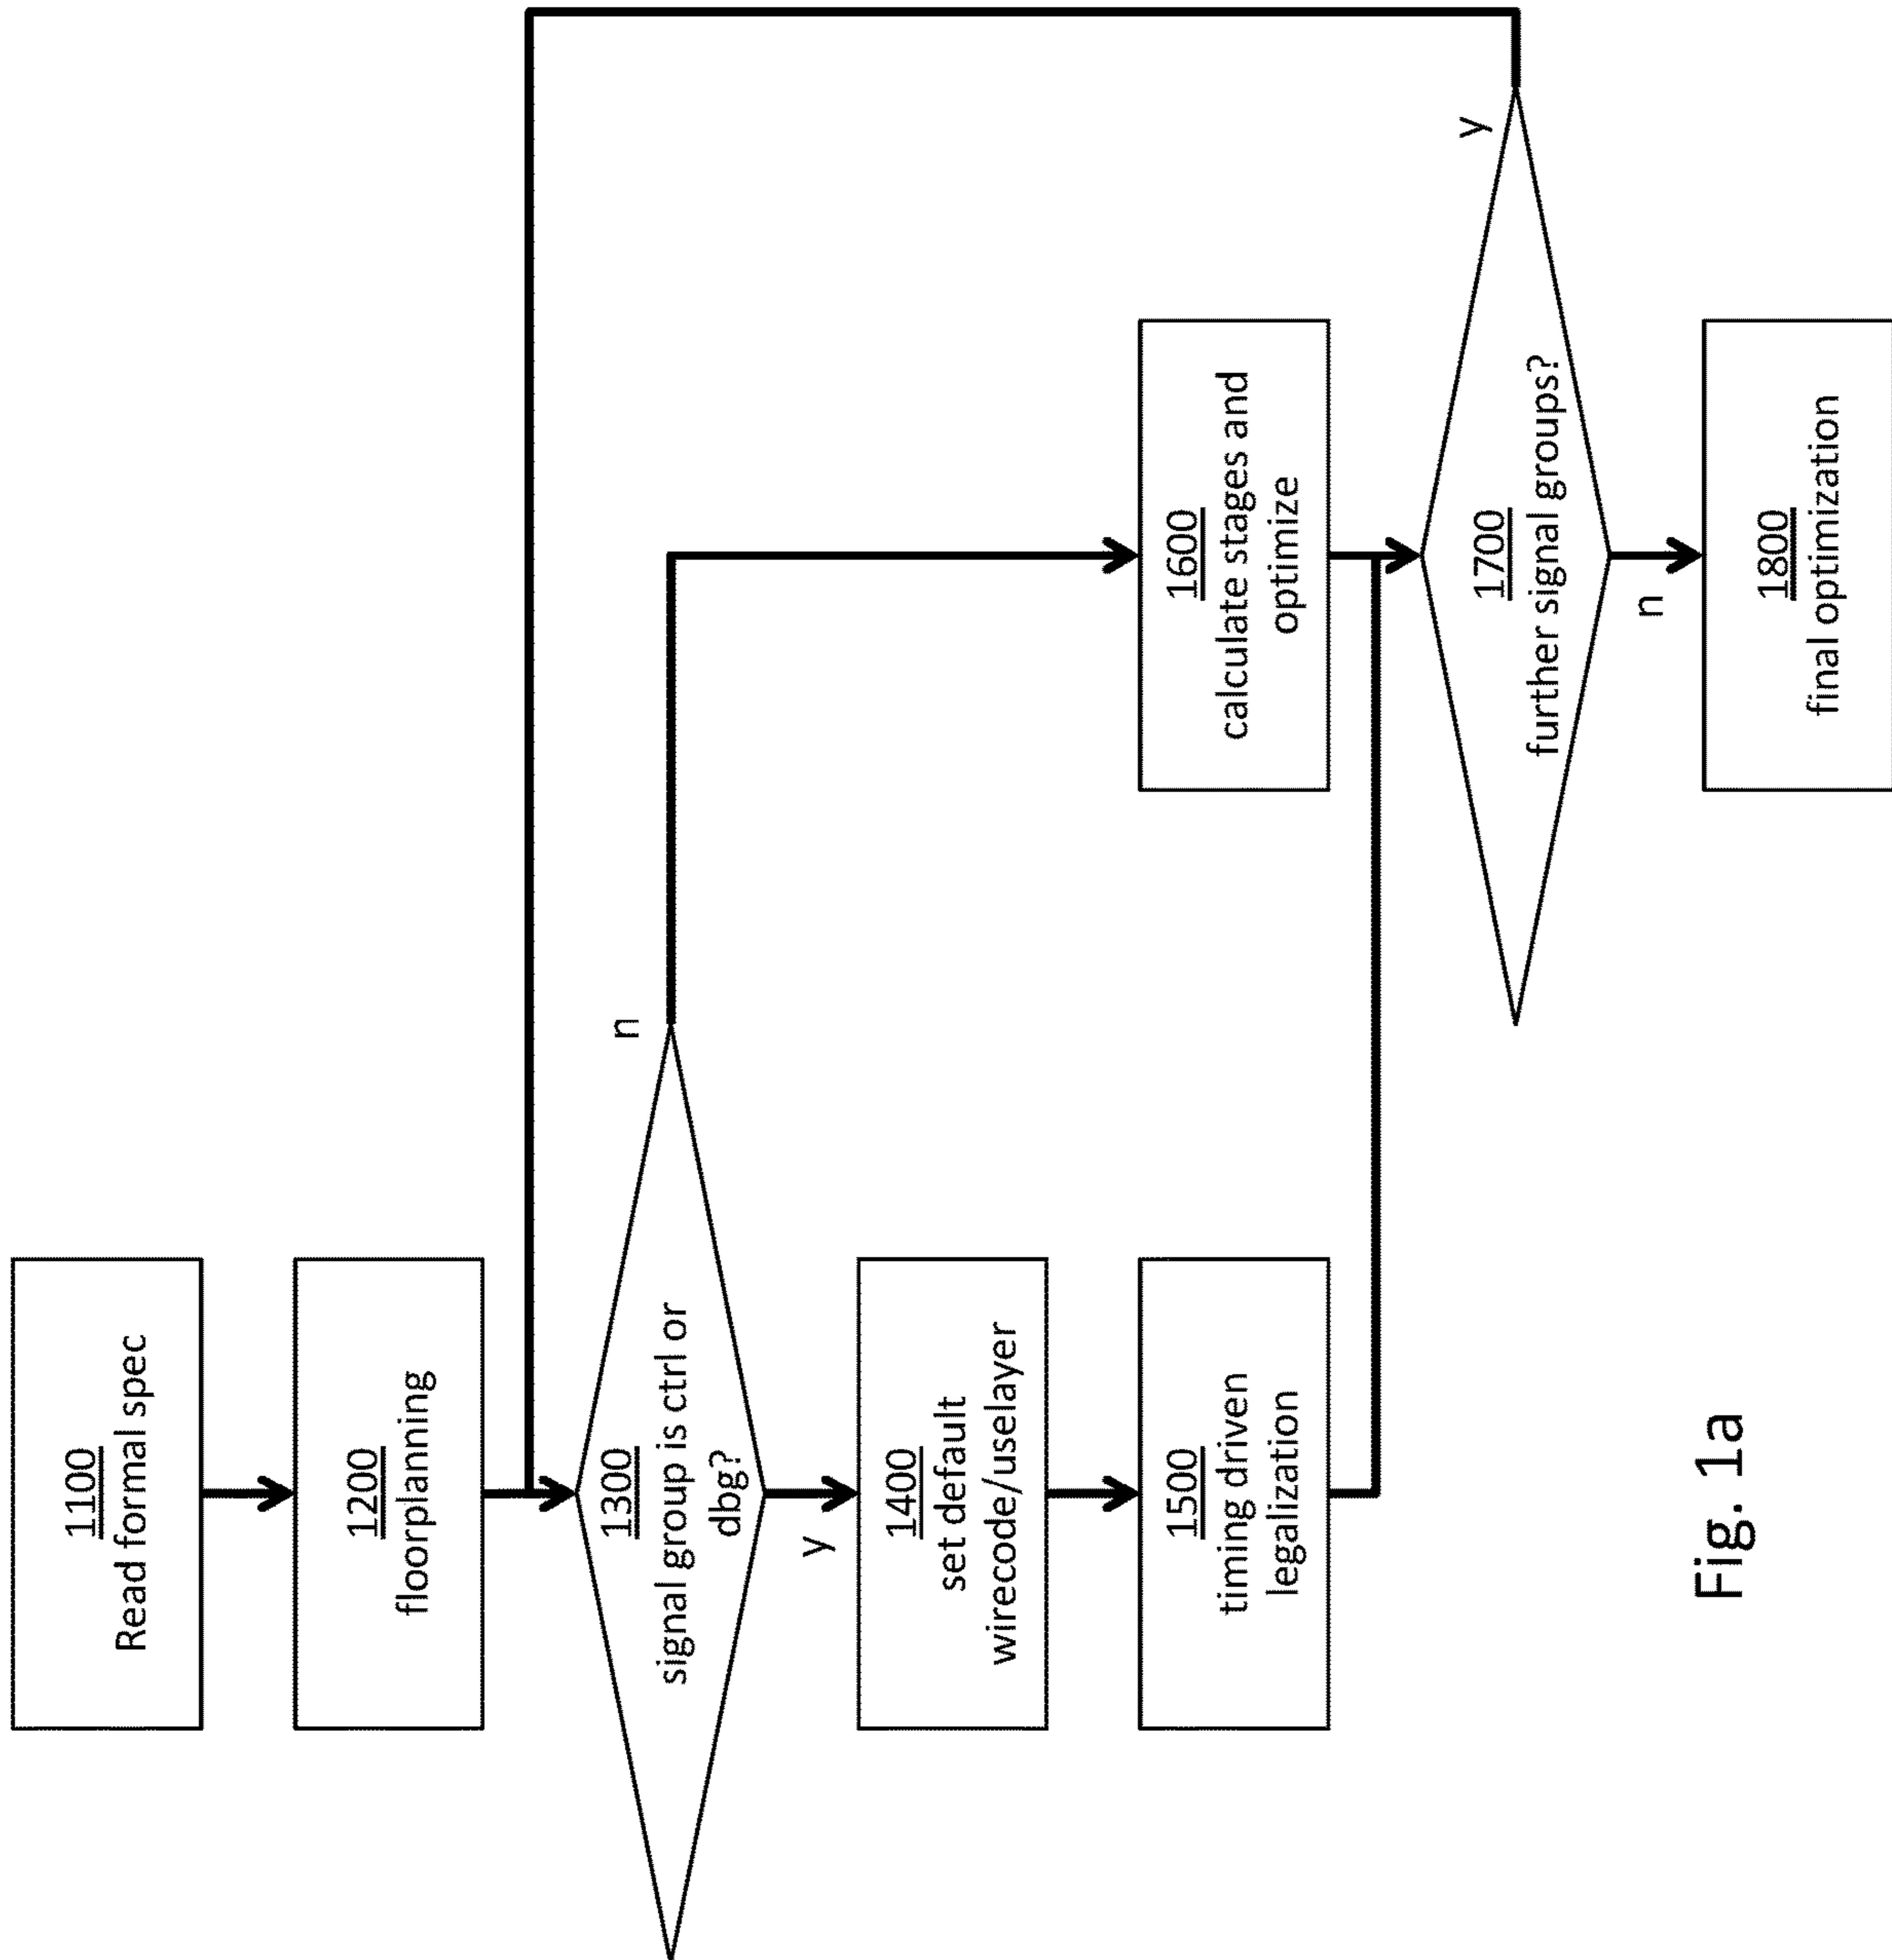 1100
Read formal spec
1200
floorplanning
1300
signal group is ctrl or
dbg?
n
y
1400
set default
wirecode/uselayer
1500
timing driven
legalization
1600
calculate stages and
optimize
1700
further signal groups?
y
n
1800
final optimization
Fig. 1a